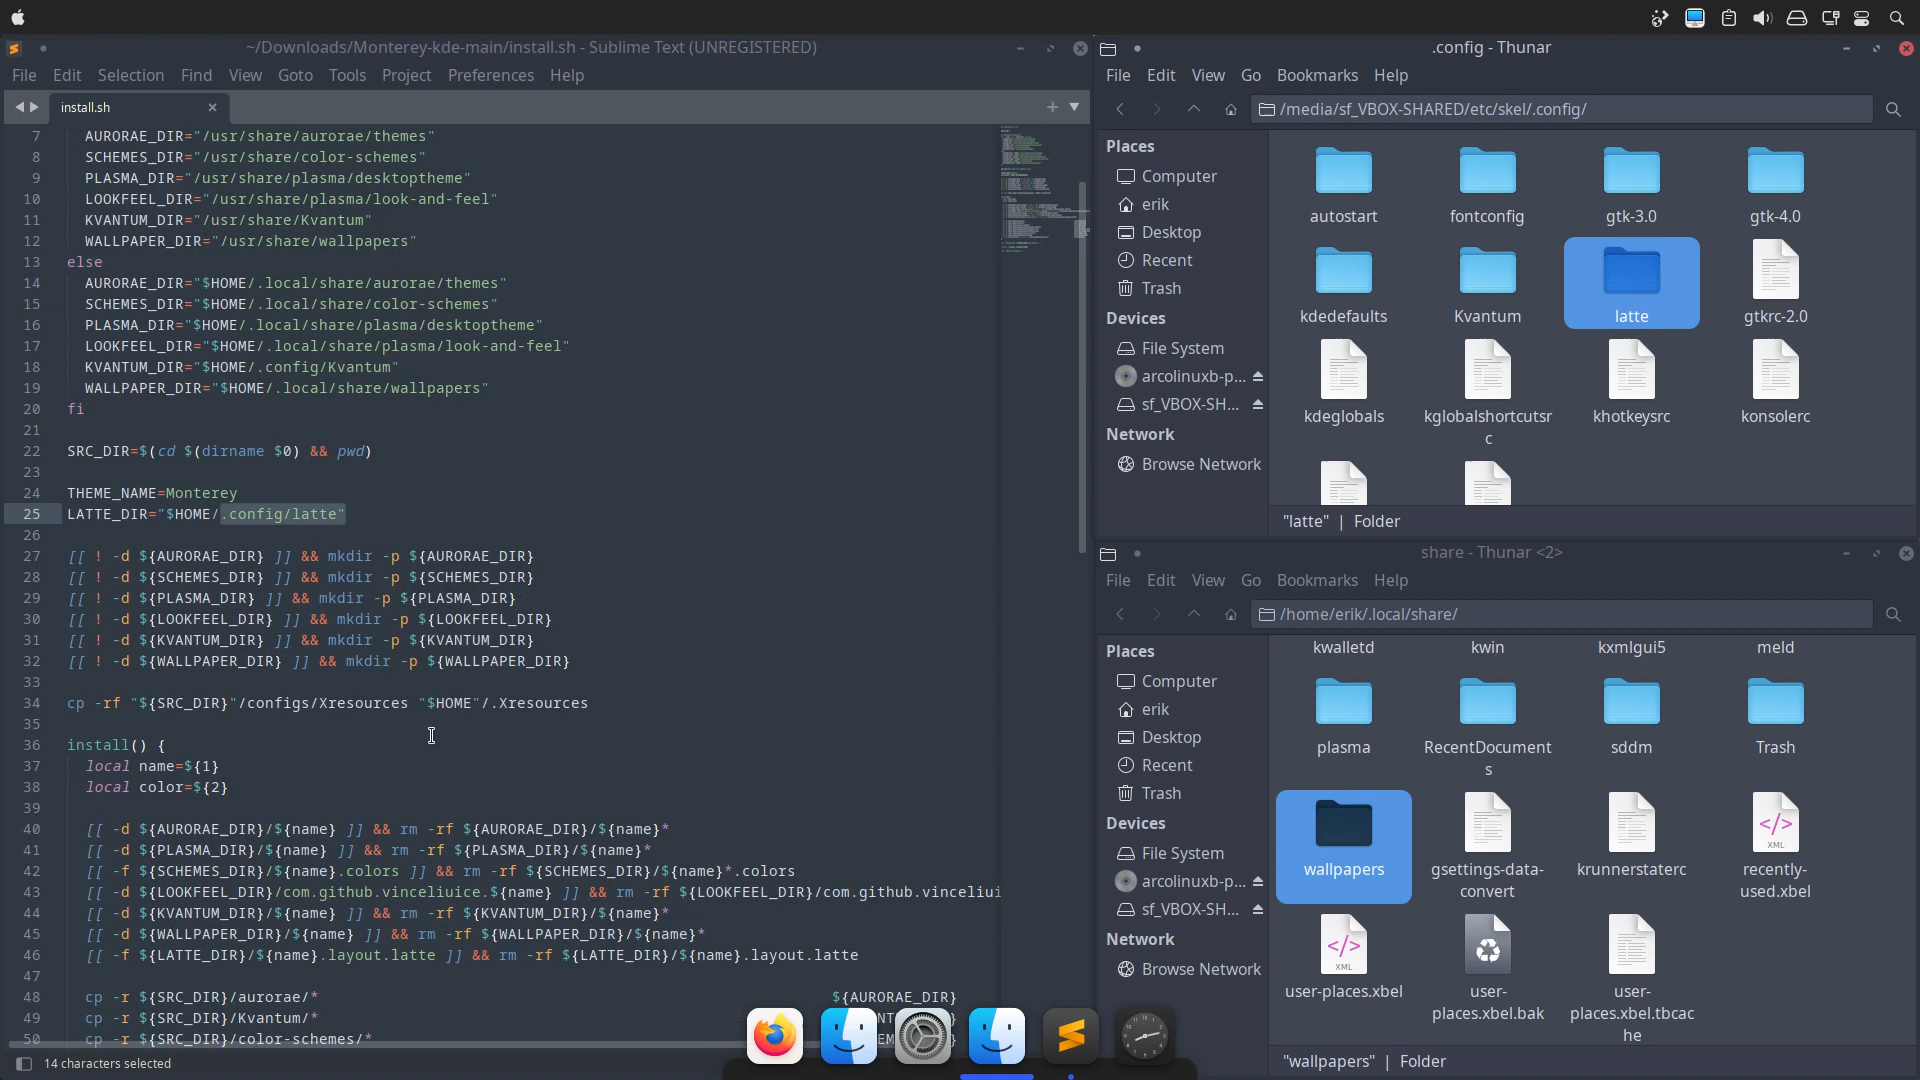 ~/Downloads/Monterey-kde-main/install.sh - Sublime Text (UNREGISTERED)
File Edit Selection Find View Goto Tools Project Preferences Help
install.sh
7 AURORAE_DIR="/usr/share/aurorae/themes"
8 SCHEMES_DIR="/usr/share/color-schemes"
9 PLASMA_DIR="/usr/share/plasma/desktoptheme"
10 LOOKFEEL_DIR="/usr/share/plasma/look-and-feel"
11 KVANTUM_DIR="/usr/share/Kvantum"
12 WALLPAPER_DIR="/usr/share/wallpapers"
13 else
14 AURORAE_DIR="$HOME/.local/share/aurorae/themes"
15 SCHEMES_DIR="$HOME/.local/share/color-schemes"
16 PLASMA_DIR="$HOME/.local/share/plasma/desktoptheme"
17 LOOKFEEL_DIR="$HOME/.local/share/plasma/look-and-feel"
18 KVANTUM_DIR="$HOME/.config/Kvantum"
19 WALLPAPER_DIR="$HOME/.local/share/wallpapers"
20 fi
21
22 SRC_DIR=$(cd $(dirname $0) && pwd)
23
24 THEME_NAME=Monterey
25 LATTE_DIR="$HOME/.config/latte"
26
27 [[ ! -d ${AURORAE_DIR} ]] && mkdir -p ${AURORAE_DIR}
28 [[ ! -d ${SCHEMES_DIR} ]] && mkdir -p ${SCHEMES_DIR}
29 [[ ! -d ${PLASMA_DIR} ]] && mkdir -p ${PLASMA_DIR}
30 [[ ! -d ${LOOKFEEL_DIR} ]] && mkdir -p ${LOOKFEEL_DIR}
31 [[ ! -d ${KVANTUM_DIR} ]] && mkdir -p ${KVANTUM_DIR}
32 [[ ! -d ${WALLPAPER_DIR} ]] && mkdir -p ${WALLPAPER_DIR}
33
34 cp -rf "${SRC_DIR}"/configs/Xresources "$HOME"/.Xresources
35
36 install() {
37 local name=${1}
38 local color=${2}
39
40 [[ -d ${AURORAE_DIR}/${name} ]] && rm -rf ${AURORAE_DIR}/${name}*
41 [[ -d ${PLASMA_DIR}/${name} ]] && rm -rf ${PLASMA_DIR}/${name}*
42 [[ -f ${SCHEMES_DIR}/${name}.colors ]] && rm -rf ${SCHEMES_DIR}/${name}*.colors
43 [[ -d ${LOOKFEEL_DIR}/com.github.vinceliuice.${name} ]] && rm -rf ${LOOKFEEL_DIR}/com.github.vinceliui
44 [[ -d ${KVANTUM_DIR}/${name} ]] && rm -rf ${KVANTUM_DIR}/${name}*
45 [[ -d ${WALLPAPER_DIR}/${name} ]] && rm -rf ${WALLPAPER_DIR}/${name}*
46 [[ -f ${LATTE_DIR}/${name}.layout.latte ]] && rm -rf ${LATTE_DIR}/${name}.layout.latte
47
48 cp -r ${SRC_DIR}/aurorae/* ${AURORAE_DIR}
49 cp -r ${SRC_DIR}/Kvantum/*
50 cp -r ${SRC_DIR}/color-schemes/*
14 characters selected
.config - Thunar
File Edit View Go Bookmarks Help
/media/sf_VBOX-SHARED/etc/skel/.config/
Places
Computer
erik
Desktop
Recent
Trash
Devices
File System
arcolinuxb-p...
sf_VBOX-SH...
Network
Browse Network
autostart fontconfig gtk-3.0 gtk-4.0
kdedefaults Kvantum latte gtkrc-2.0
kdeglobals kglobalshortcutsr khotkeysrc konsolerc
c
"latte" | Folder
share - Thunar <2>
File Edit View Go Bookmarks Help
/home/erik/.local/share/
Places
Computer
erik
Desktop
Recent
Trash
Devices
File System
arcolinuxb-p...
sf_VBOX-SH...
Network
Browse Network
kwalletd kwin kxmlgui5 meld
plasma RecentDocument sddm Trash
s
</>
XML
wallpapers gsettings-data- krunnerstaterc recently-
convert used.xbel
</>
XML
user-places.xbel user- user-
places.xbel.bak places.xbel.tbcac
he
"wallpapers" | Folder